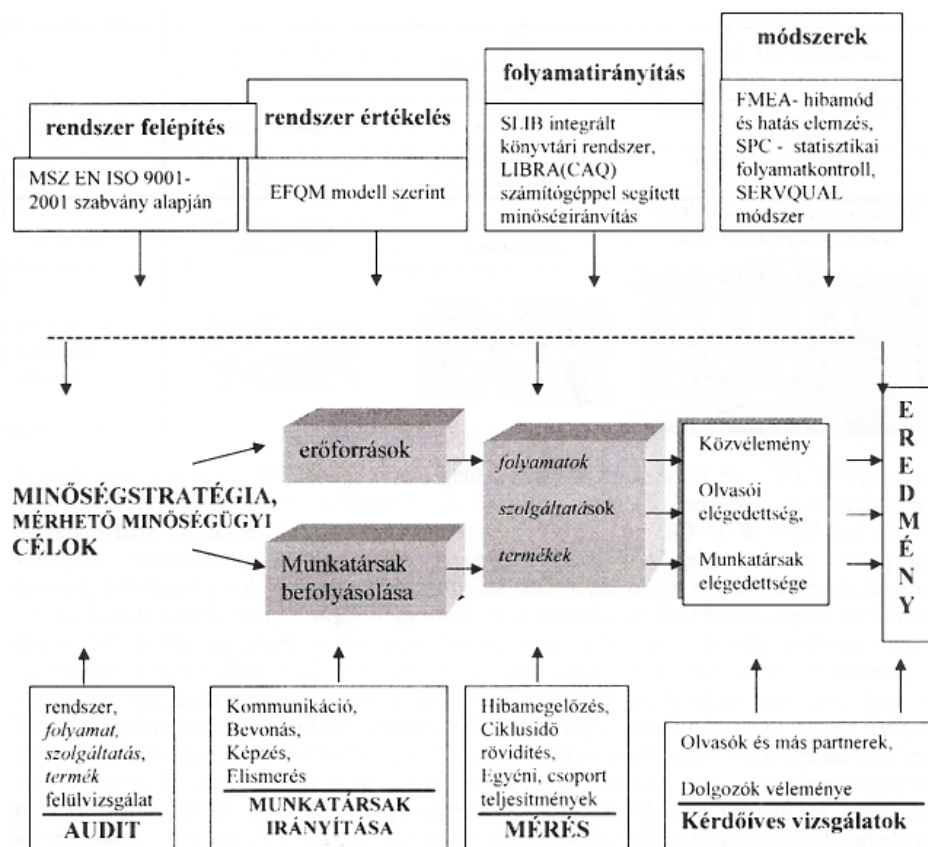 rendszer felépítés
MSZ EN ISO 9001-
2001 szabvány alapján
rendszer értékelés
EFQM modell szerint
folyamatirányítás
SLIB integrált
könyvtári rendszer,
LIBRA(CAQ)
számítógéppel segített
minőségirányítás
módszerek
FMEA- hibamód
és hatás elemzés,
SPC - statisztikai
folyamatkontroll,
SERVQUAL
módszer
MINŐSÉGSTRATÉGIA,
MÉRHETŐ MINŐSÉGÜGYI
CÉLOK
erőforrások
Munkatársak
befolyásolása
folyamatok
szolgáltatások
termékek
Közvélemény
Olvasói
elégedettség,
Munkatársak
elégedettsége
EREDMÉNY
rendszer,
folyamat,
szolgáltatás,
termék
felülvizsgálat
AUDIT
Kommunikáció,
Bevonás,
Képzés,
Elismerés
MUNKATÁRSAK
IRÁNYÍTÁSA
Hibamegelőzés,
Ciklusidő
rövidítés,
Egyéni, csoport
teljesítmények
MÉRÉS
Olvasók és más partnerek,
Dolgozók véleménye
Kérdőíves vizsgálatok